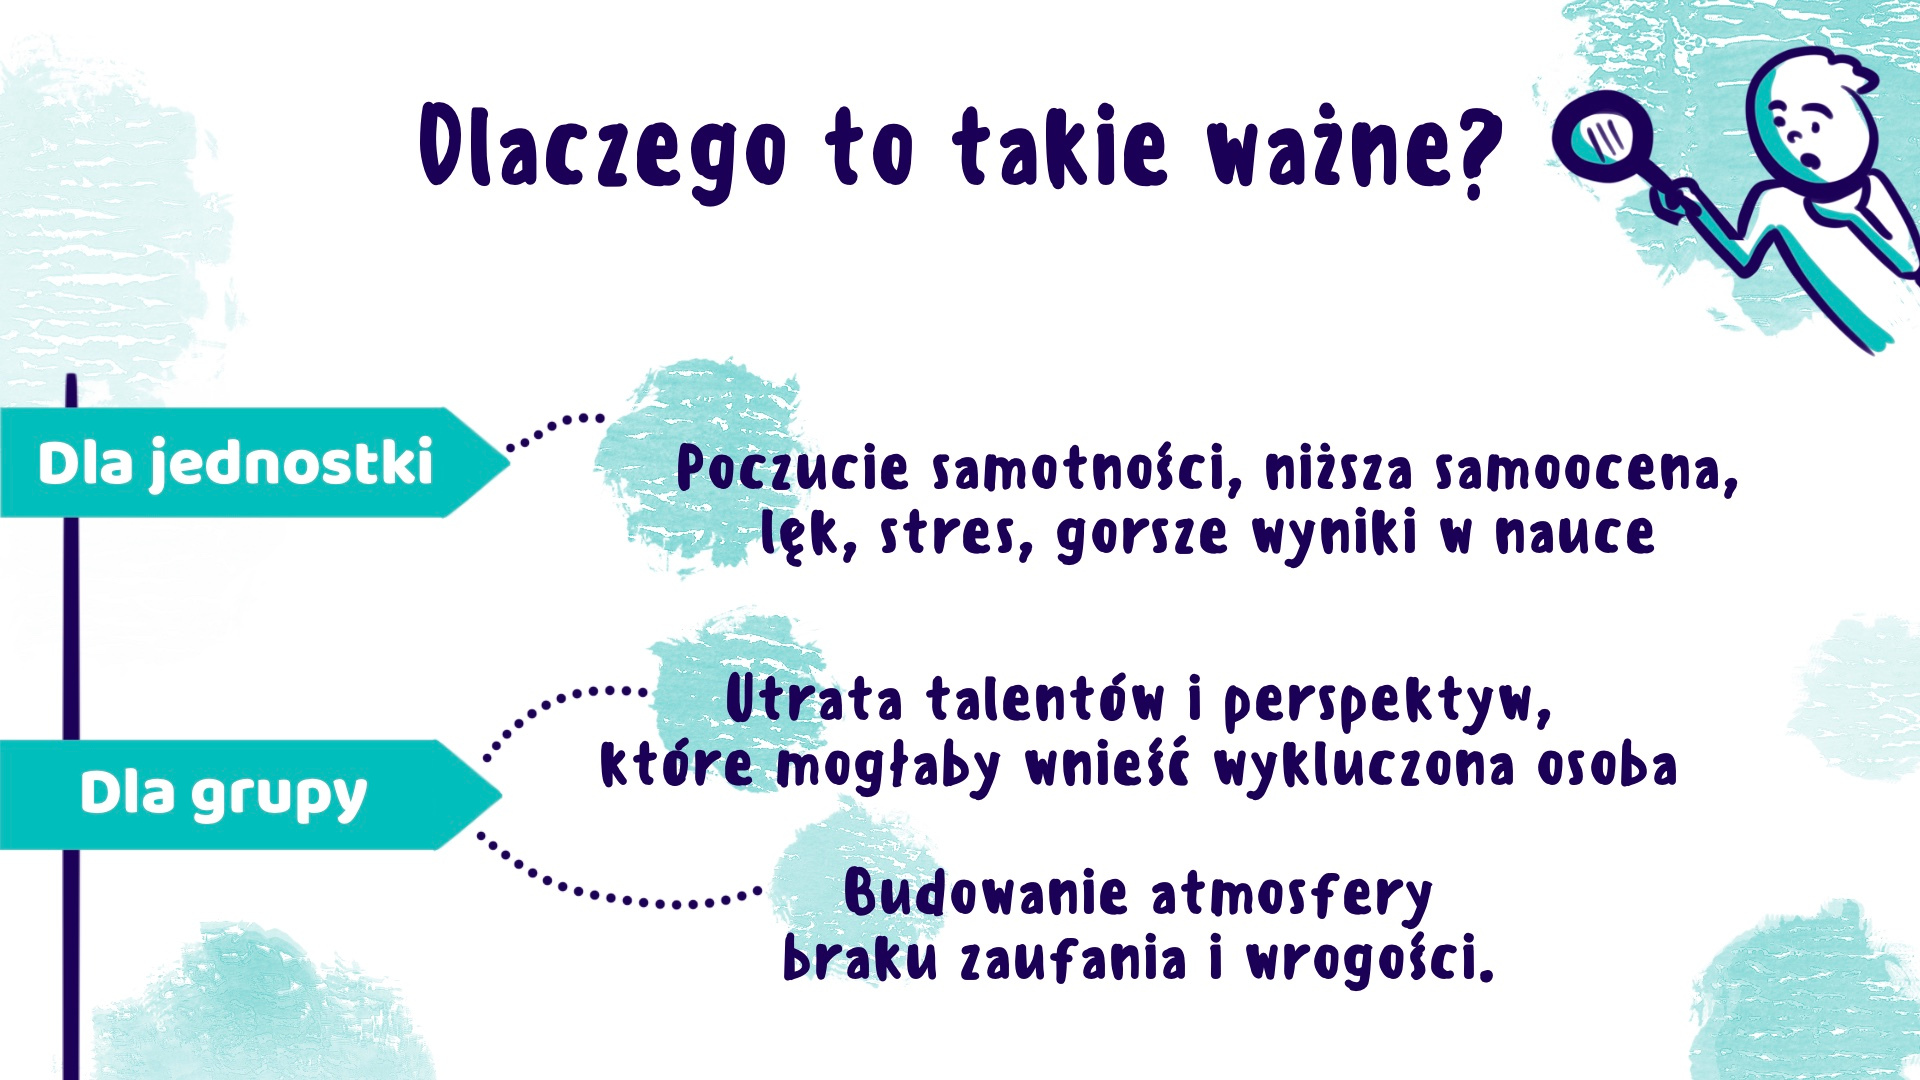 Dlaczego to takie ważne?
Dla jednostki
Poczucie samotności, niższa samoocena,
lęk, stres, gorsze wyniki w nauce
Dla grupy
Utrata talentów i perspektyw,
które mogłaby wnieść wykluczona osoba
Budowanie atmosfery
braku zaufania i wrogości.